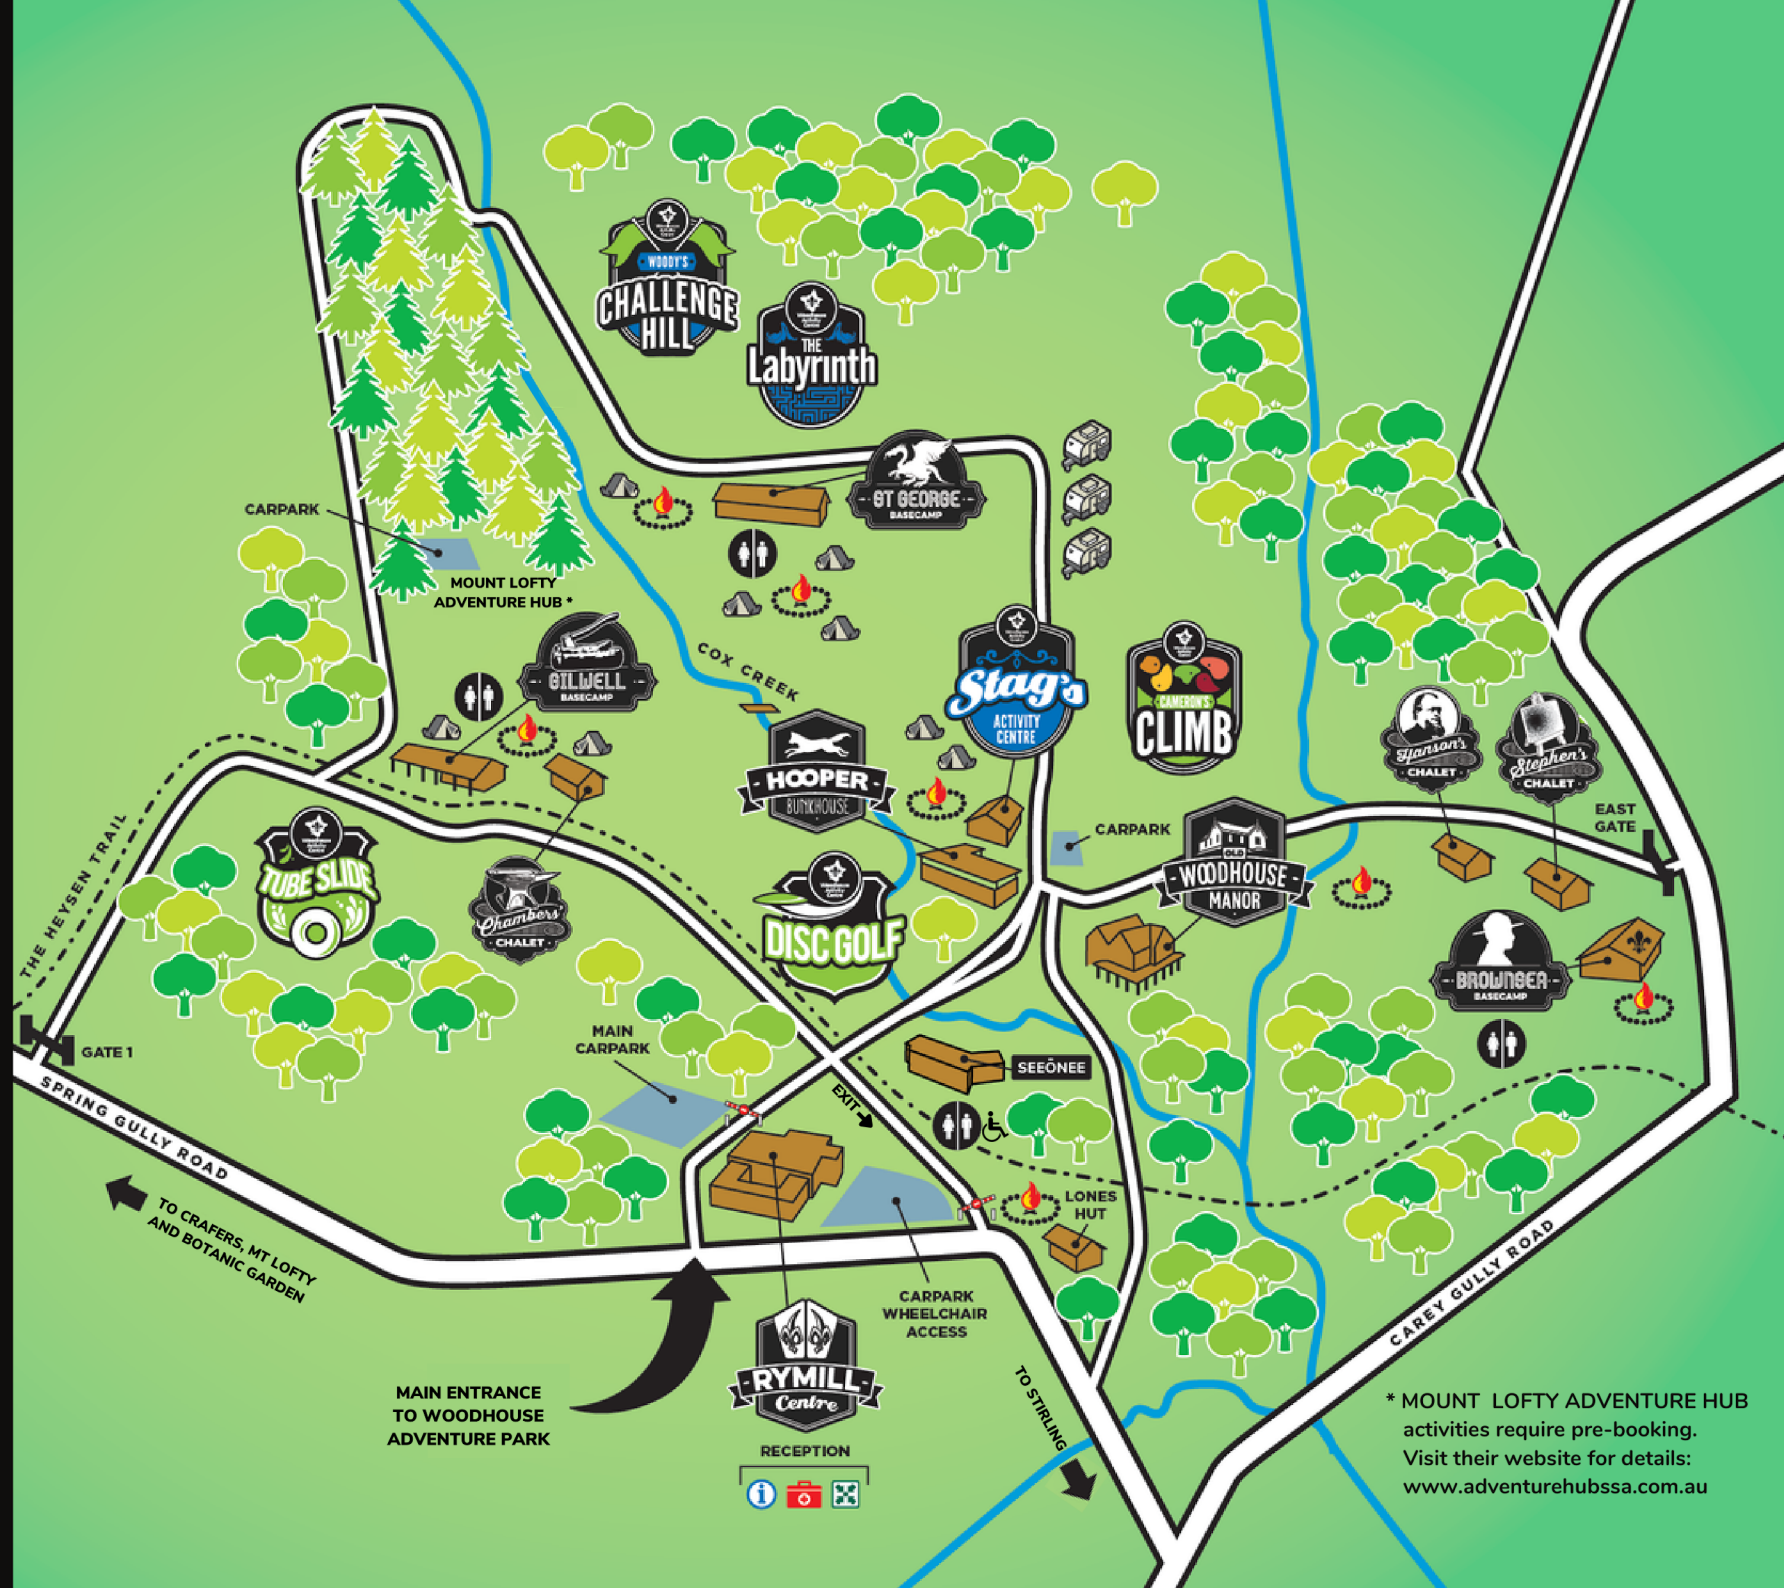 WOODY'S
CHALLENGE
HILL
THE
Labyrinth
ST GEORGE
BASECAMP
CARPARK
MOUNT LOFTY
ADVENTURE HUB *
GILWELL
BASECAMP
COX CREEK
Stag's
ACTIVITY
CENTRE
CAMERON'S
CLIMB
Hanson's
CHALET
Stephen's
CHALET
HOOPER
BUNKHOUSE
EAST
GATE
CARPARK
OLD
WOODHOUSE
MANOR
THE HEYSEN TRAIL
TUBE SLIDE
Chambers'
CHALET
DISC GOLF
BROWNSEA
BASECAMP
MAIN
CARPARK
GATE 1
SEEÕNEE
EXIT
SPRING GULLY ROAD
LONES
HUT
TO CRAFERS, MT LOFTY
AND BOTANIC GARDEN
CARPARK
WHEELCHAIR
ACCESS
CAREY GULLY ROAD
RYMILL
Centre
MAIN ENTRANCE
TO WOODHOUSE
ADVENTURE PARK
TO STIRLING
RECEPTION
* MOUNT LOFTY ADVENTURE HUB
activities require pre-booking.
Visit their website for details:
www.adventurehubssa.com.au